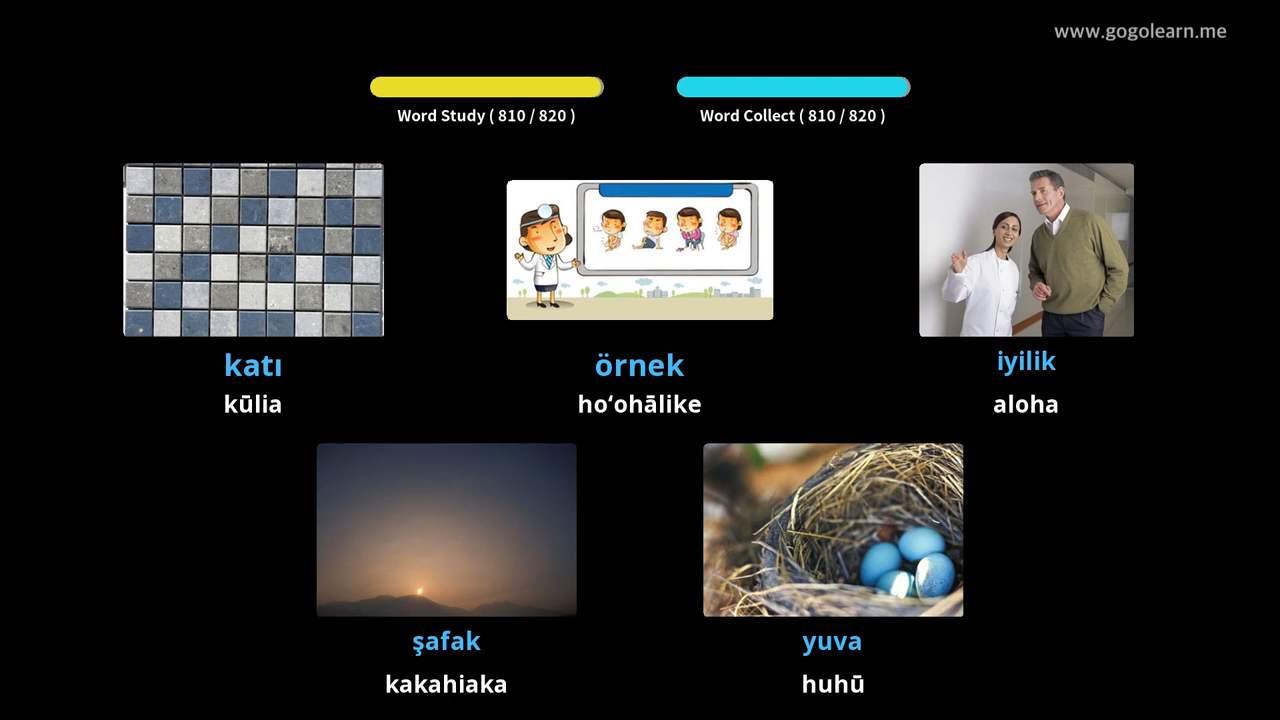 www.gogolearn.me
Word Study ( 810 / 820 )
Word Collect ( 810 / 820 )
katı
kūlia
örnek
hoʻohālike
iyilik
aloha
şafak
kakahiaka
yuva
huhū